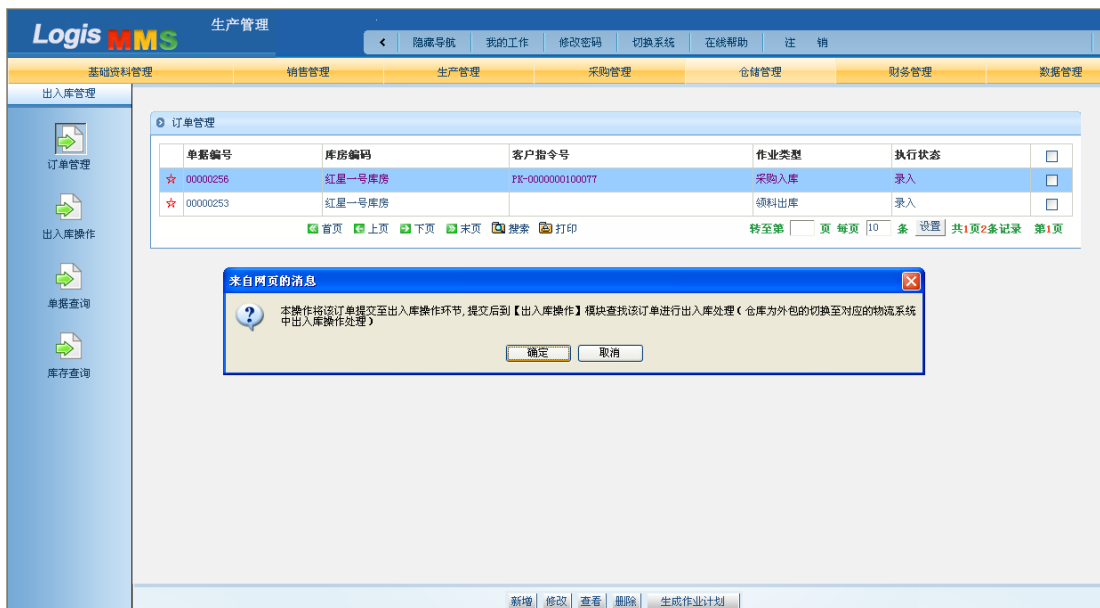 Logis MMS
生产管理
隐藏导航 我的工作 修改密码 切换系统 在线帮助 注 销
基础资料管理 销售管理 生产管理 采购管理 仓储管理 财务管理 数据管理
出入库管理
订单管理
出入库操作
单据查询
库存查询
订单管理
单据编号 库房编码 客户指令号 作业类型 执行状态
00000256 红星一号库房 PK-0000000100077 采购入库 录入
00000253 红星一号库房 领料出库 录入
首页 上页 下页 末页 搜索 打印 转至第 页 每页 10 条 设置 共1页2条记录 第1页
来自网页的消息
本操作将该订单提交至出入库操作环节,提交后到【出入库操作】模块查找该订单进行出入库处理(仓库为外包的切换至对应的物流系统
中出入库操作处理)
确定 取消
新增 修改 查看 删除 生成作业计划